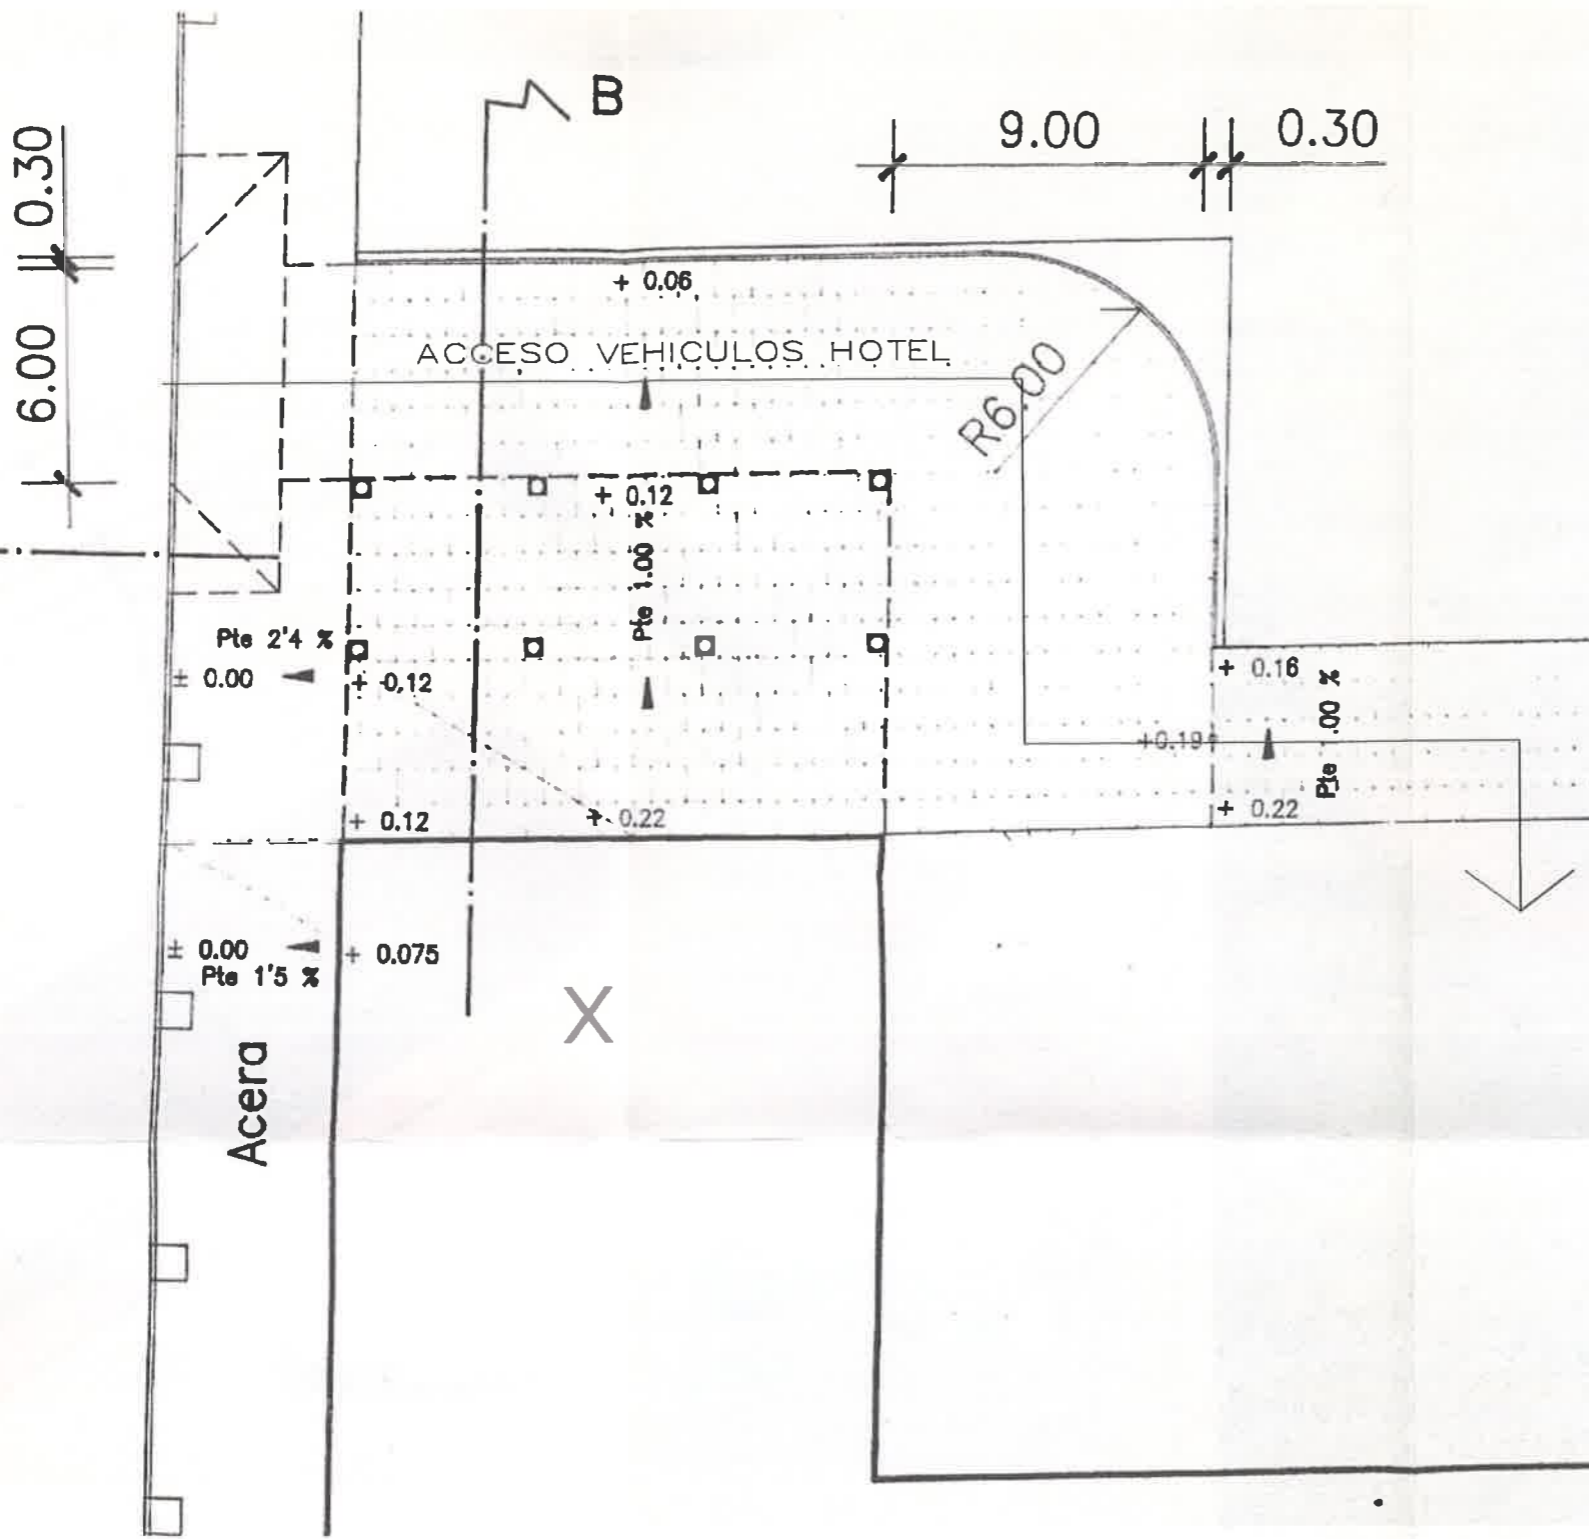 B
9.00
0.30
0.30
6.00
+ 0.06
ACCESO VEHICULOS HOTEL
R6.00
+ 0.12
Pte 1.00 %
Pte 2'4 %
± 0.00
+ 0.12
+ 0.16
Pte .00 %
+0.19
+ 0.22
+ 0.12
+ 0.22
± 0.00
+ 0.075
Pte 1'5 %
X
Acera